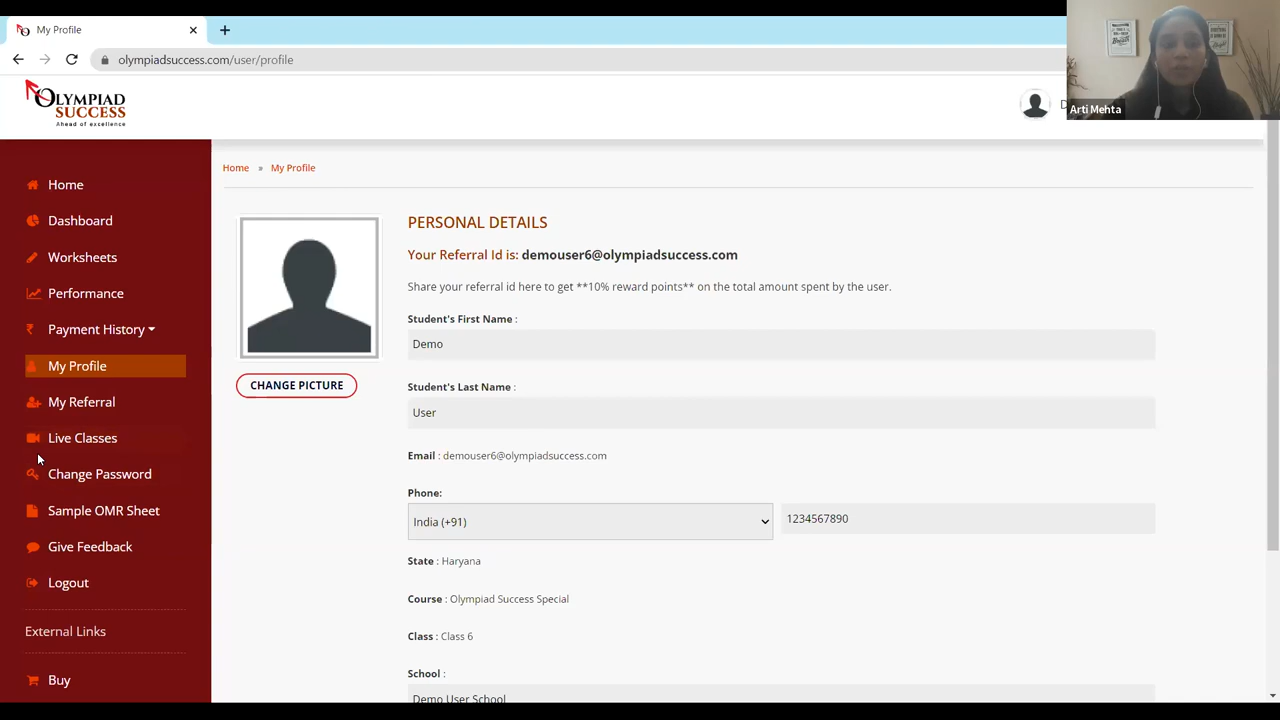 My Profile
olympiadsuccess.com/user/profile
OLYMPIAD
SUCCESS
Ahead of excellence
Arti Mehta
Home
Dashboard
Worksheets
Performance
Payment History
My Profile
My Referral
Live Classes
Change Password
Sample OMR Sheet
Give Feedback
Logout
External Links
Buy
Home » My Profile
CHANGE PICTURE
PERSONAL DETAILS
Your Referral Id is: demouser6@olympiadsuccess.com
Share your referral id here to get **10% reward points** on the total amount spent by the user.
Student's First Name :
Demo
Student's Last Name :
User
Email : demouser6@olympiadsuccess.com
Phone:
India (+91) 1234567890
State : Haryana
Course : Olympiad Success Special
Class : Class 6
School :
Demo User School